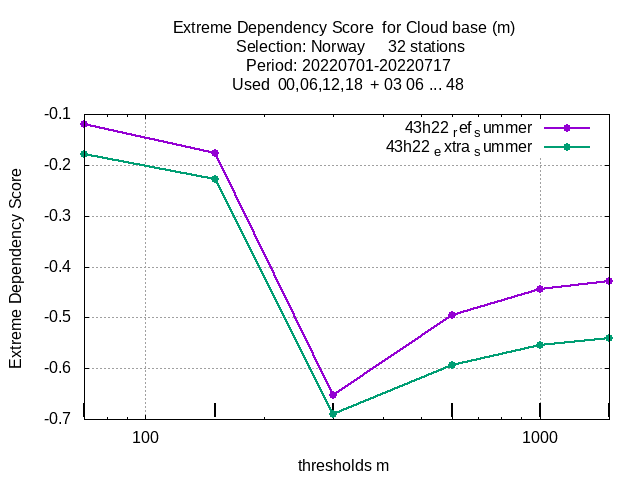 Extreme Dependency Score for Cloud base (m)
Selection: Norway 32 stations
Period: 20220701-20220717
Used 00,06,12,18 + 03 06 ... 48
43h22 ref summer
43h22 extra summer
Extreme Dependency Score
-0.1
-0.2
-0.3
-0.4
-0.5
-0.6
-0.7
100 1000
thresholds m